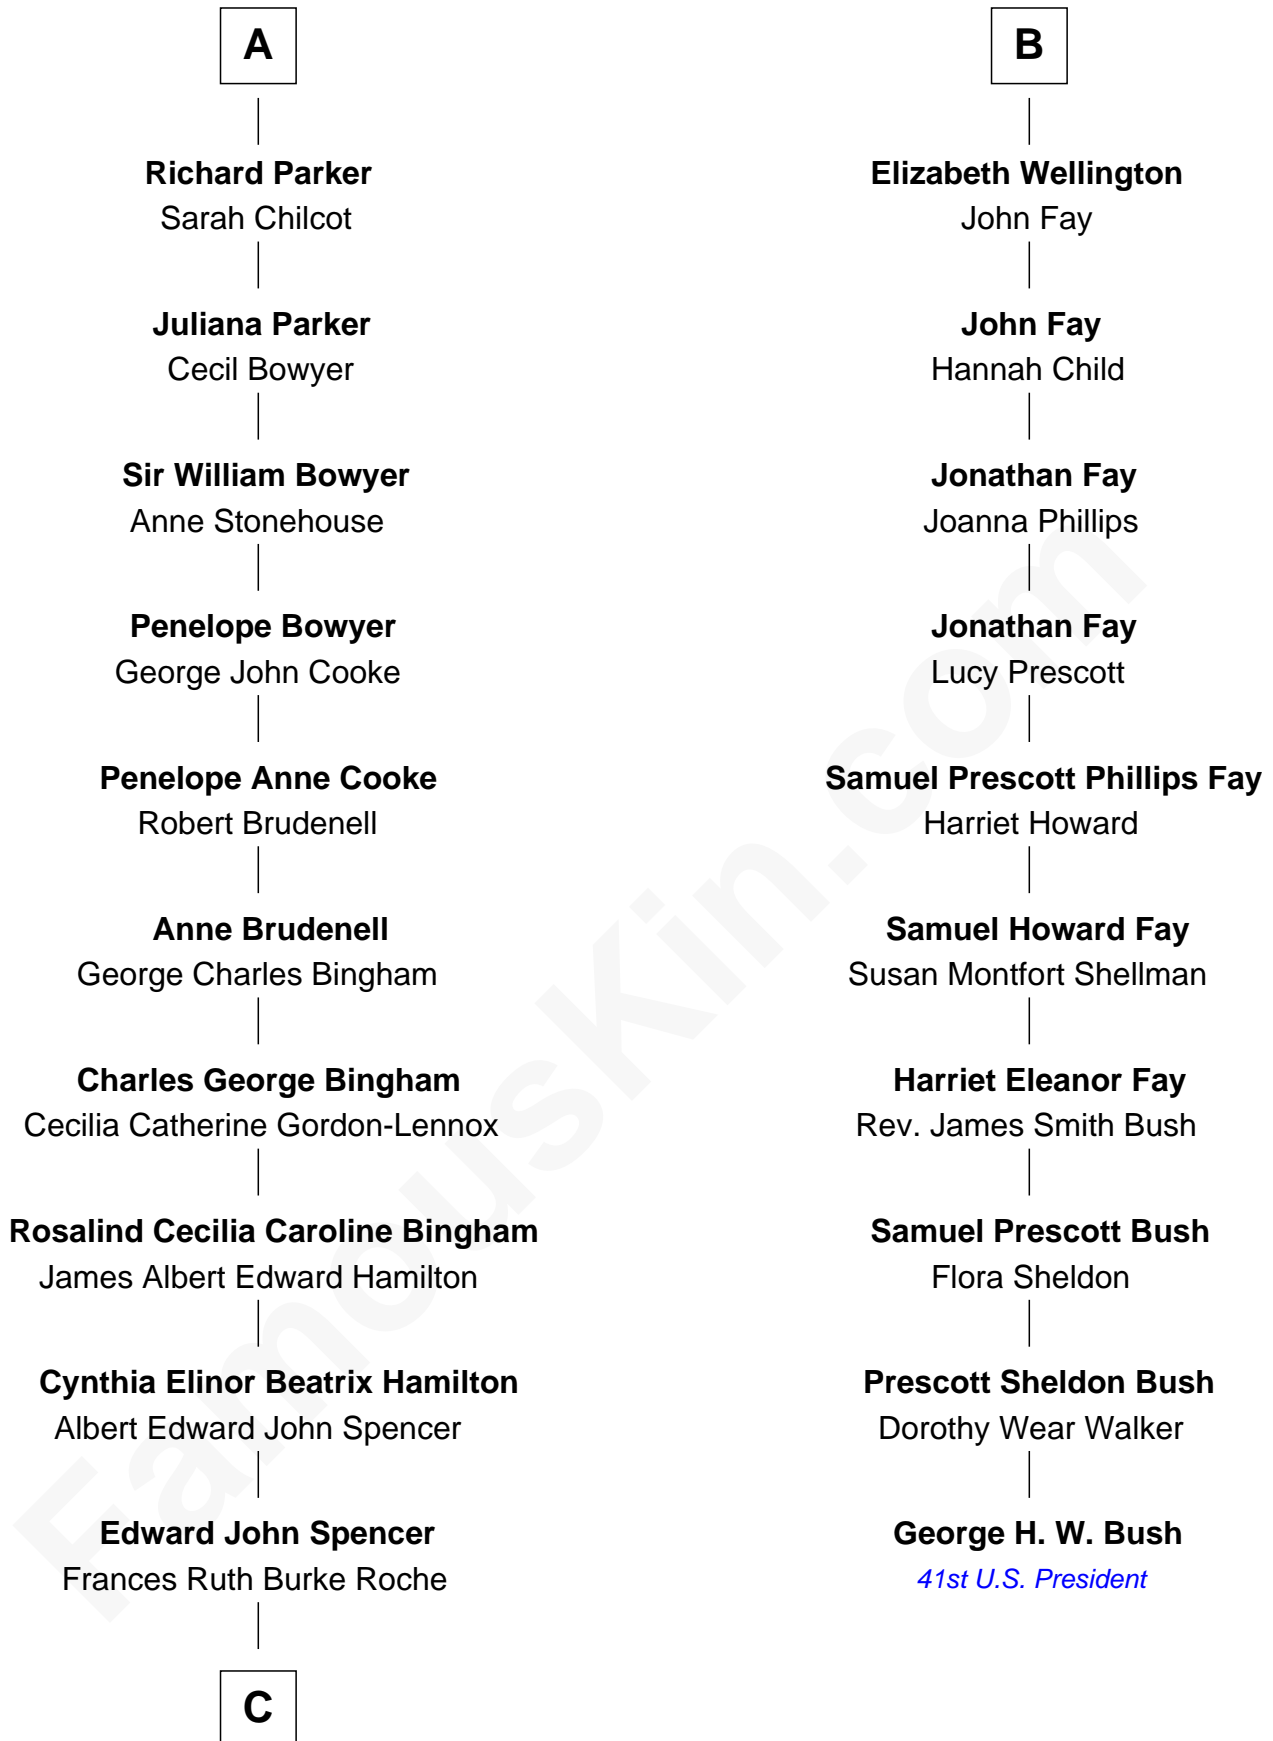 A
Richard Parker
Sarah Chilcot
Juliana Parker
Cecil Bowyer
Sir William Bowyer
Anne Stonehouse
Penelope Bowyer
George John Cooke
Penelope Anne Cooke
Robert Brudenell
Anne Brudenell
George Charles Bingham
Charles George Bingham
Cecilia Catherine Gordon-Lennox
Rosalind Cecilia Caroline Bingham
James Albert Edward Hamilton
Cynthia Elinor Beatrix Hamilton
Albert Edward John Spencer
Edward John Spencer
Frances Ruth Burke Roche
C
B
Elizabeth Wellington
John Fay
John Fay
Hannah Child
Jonathan Fay
Joanna Phillips
Jonathan Fay
Lucy Prescott
Samuel Prescott Phillips Fay
Harriet Howard
Samuel Howard Fay
Susan Montfort Shellman
Harriet Eleanor Fay
Rev. James Smith Bush
Samuel Prescott Bush
Flora Sheldon
Prescott Sheldon Bush
Dorothy Wear Walker
George H. W. Bush
41st U.S. President
FamousKin.com